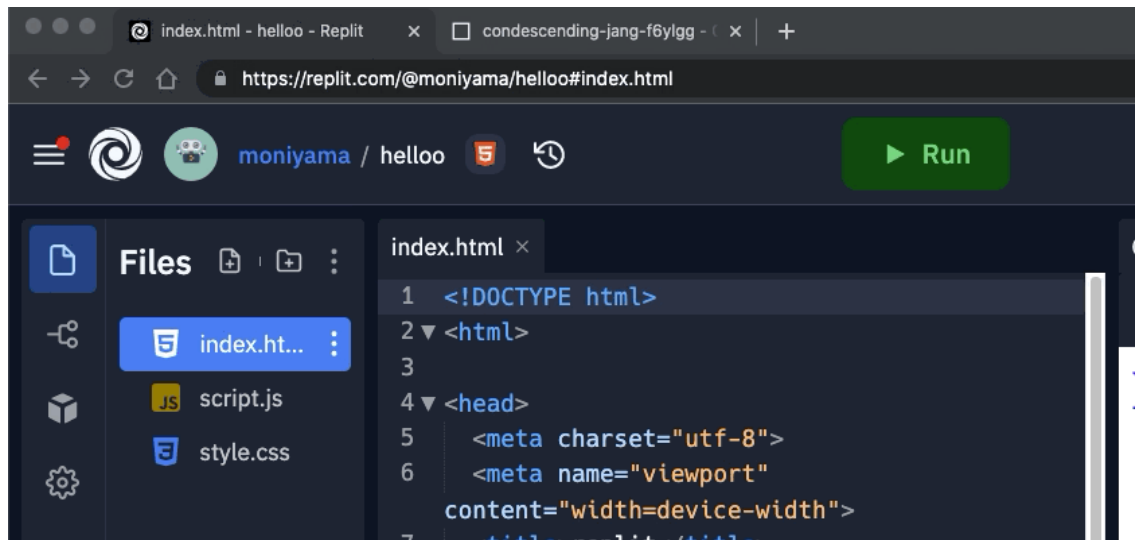 index.html - helloo - Replit
condescending-jang-f6ylgg -
https://replit.com/@moniyama/helloo#index.html
moniyama / helloo
Run
Files
index.html
index.ht...
JS script.js
style.css
1 <!DOCTYPE html>
2 <html>
3
4 <head>
5 <meta charset="utf-8">
6 <meta name="viewport"
content="width=device-width">